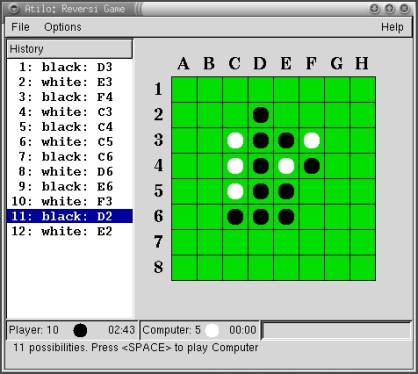 Atilo: Reversi Game
File Options Help
History
1: black: D3
2: white: E3
3: black: F4
4: white: C3
5: black: C4
6: white: C5
7: black: C6
8: white: D6
9: black: E6
10: white: F3
11: black: D2
12: white: E2
A B C D E F G H
1
2
3
4
5
6
7
8
Player: 10 02:43 Computer: 5 00:00
11 possibilities. Press <SPACE> to play Computer